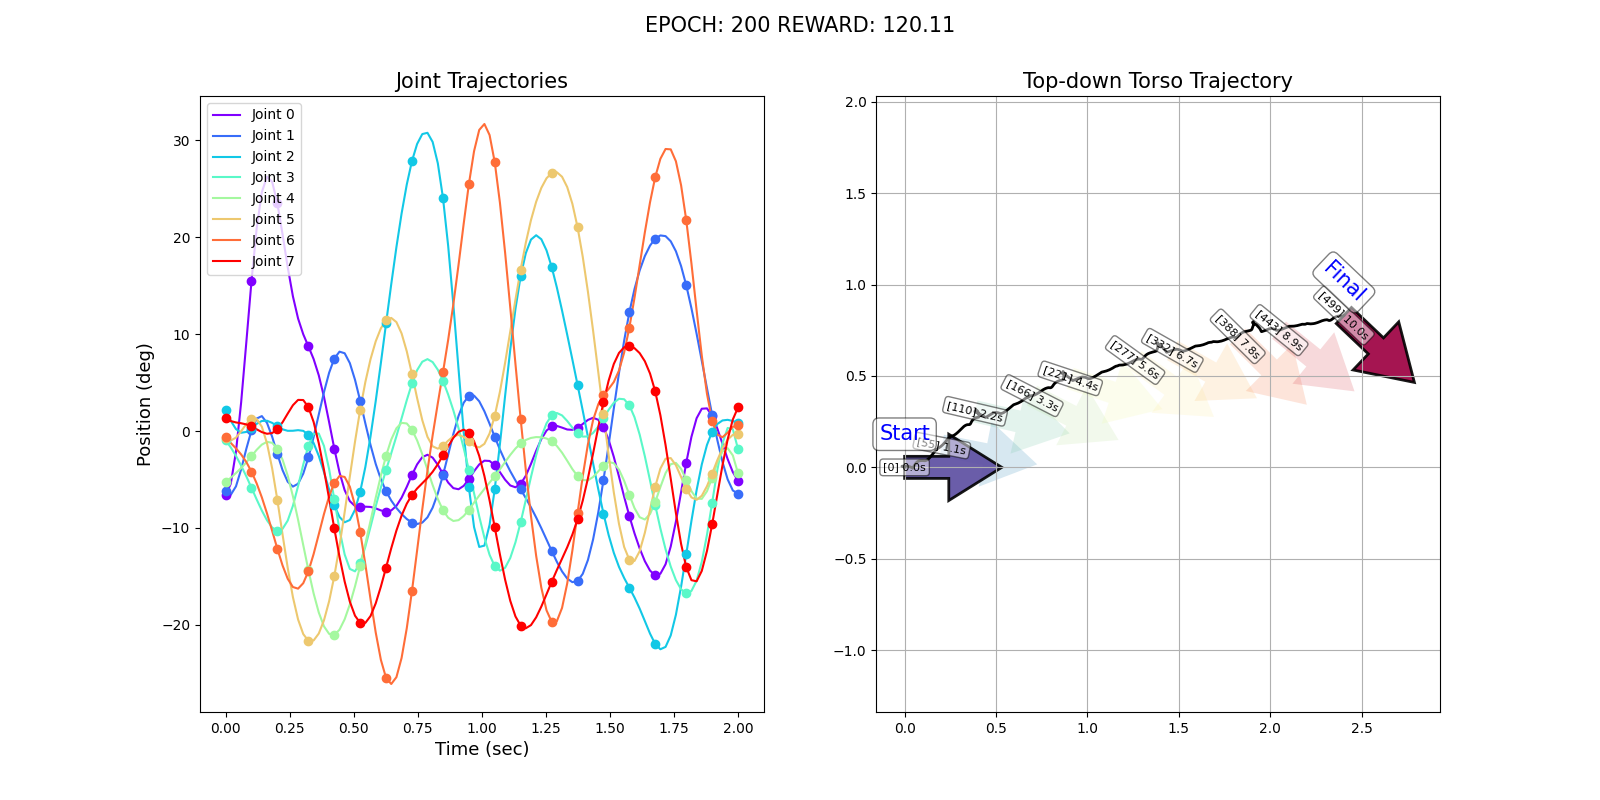 EPOCH: 200 REWARD: 120.11
Joint Trajectories
Joint 0
Joint 1
Joint 2
Joint 3
Joint 4
Joint 5
Joint 6
Joint 7
30
20
10
0
−10
−20
Position (deg)
0.00 0.25 0.50 0.75 1.00 1.25 1.50 1.75 2.00
Time (sec)
Top-down Torso Trajectory
2.0
1.5
1.0
0.5
0.0
−0.5
−1.0
0.0 0.5 1.0 1.5 2.0 2.5
Start
[0] 0.0s
[55] 1.1s
[110] 2.2s
[166] 3.3s
[221] 4.4s
[277] 5.6s
[332] 6.7s
[388] 7.8s
[443] 8.9s
[499] 10.0s
Final